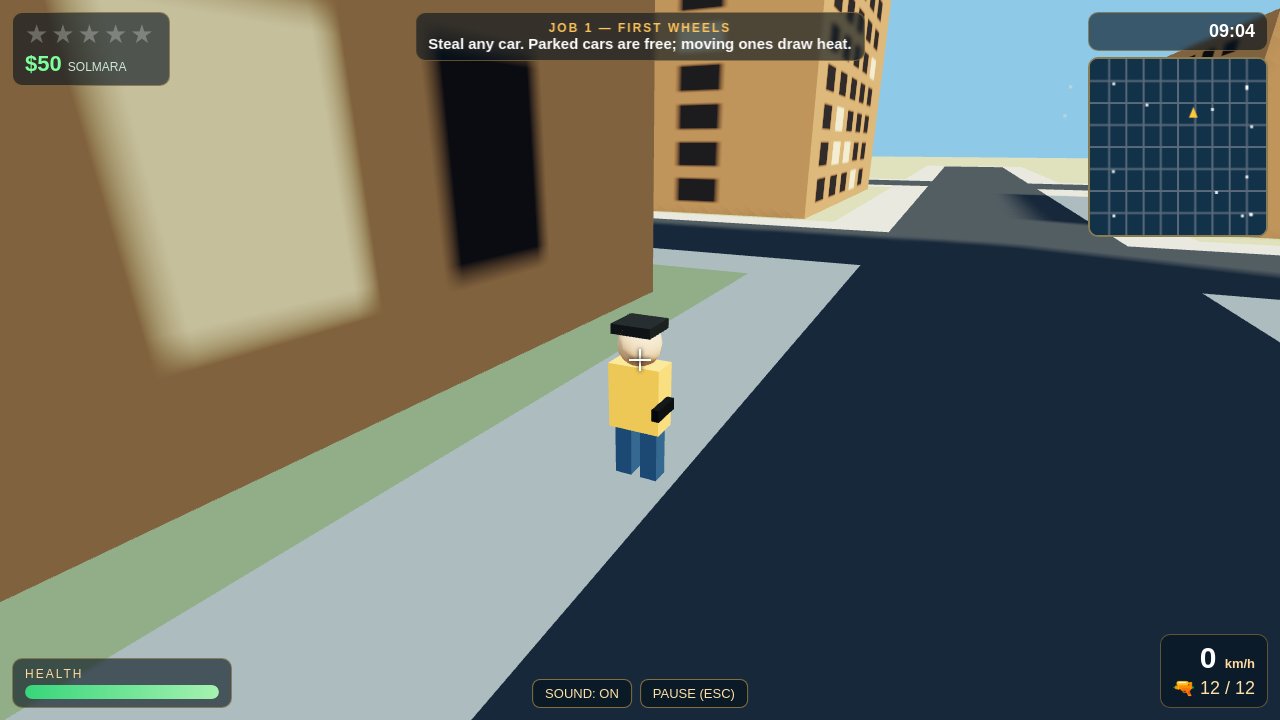 $50 SOLMARA
JOB 1 — FIRST WHEELS
Steal any car. Parked cars are free; moving ones draw heat.
09:04
HEALTH
SOUND: ON
PAUSE (ESC)
0 km/h
12 / 12